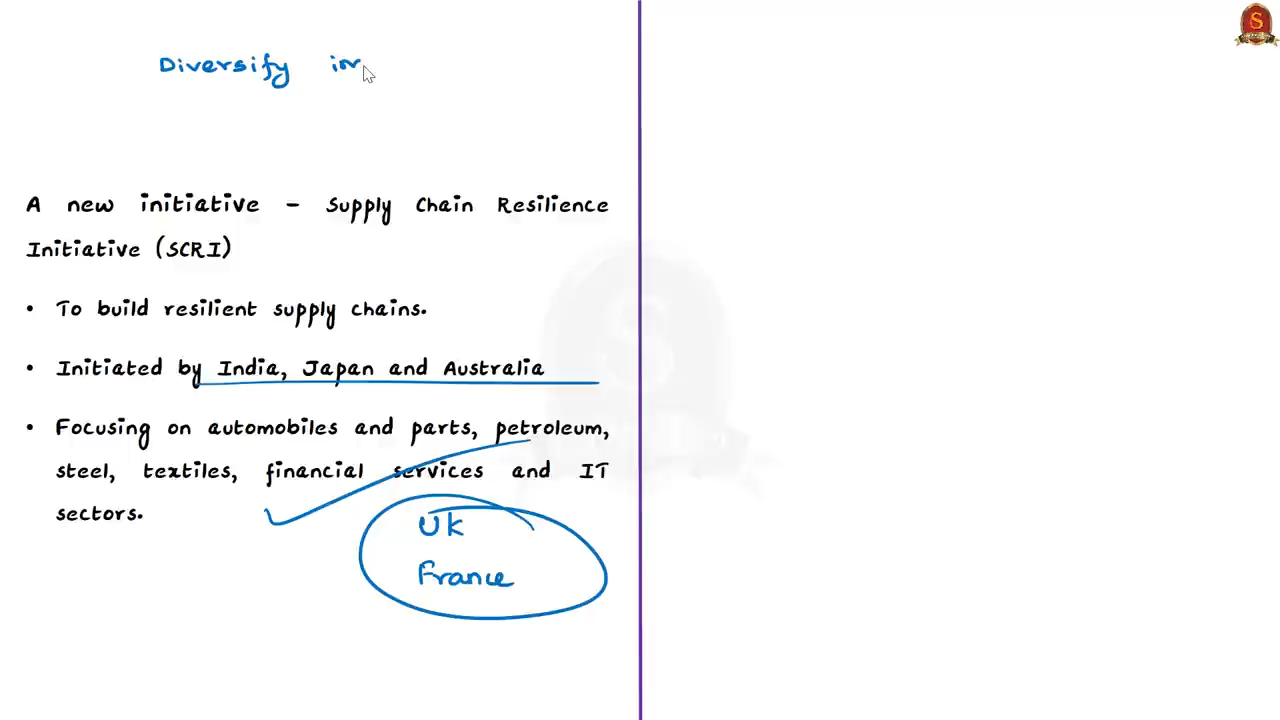 Diversify
A new initiative - Supply Chain Resilience
Initiative (SCRI)
• To build resilient supply chains.
• Initiated by India, Japan and Australia
• Focusing on automobiles and parts, petroleum,
steel, textiles, financial services and IT
sectors.
UK
France